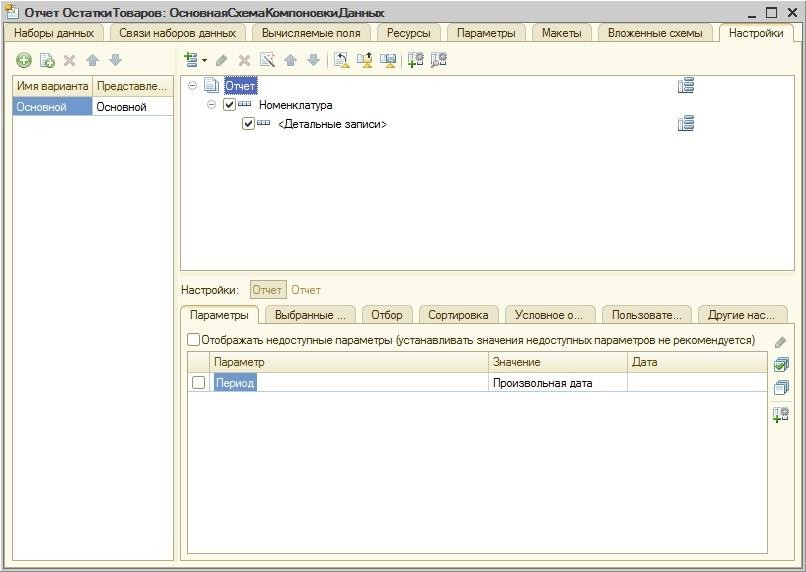 Отчет ОстаткиТоваров: ОсновнаяСхемаКомпоновкиДанных
Наборы данных Связи наборов данных Вычисляемые поля Ресурсы Параметры Макеты Вложенные схемы Настройки
Имя варианта Представле...
Основной Основной
Отчет
Номенклатура
<Детальные записи>
Настройки: Отчет Отчет
Параметры Выбранные ... Отбор Сортировка Условное о... Пользовате... Другие нас...
Отображать недоступные параметры (устанавливать значения недоступных параметров не рекомендуется)
Параметр Значение Дата
Период Произвольная дата